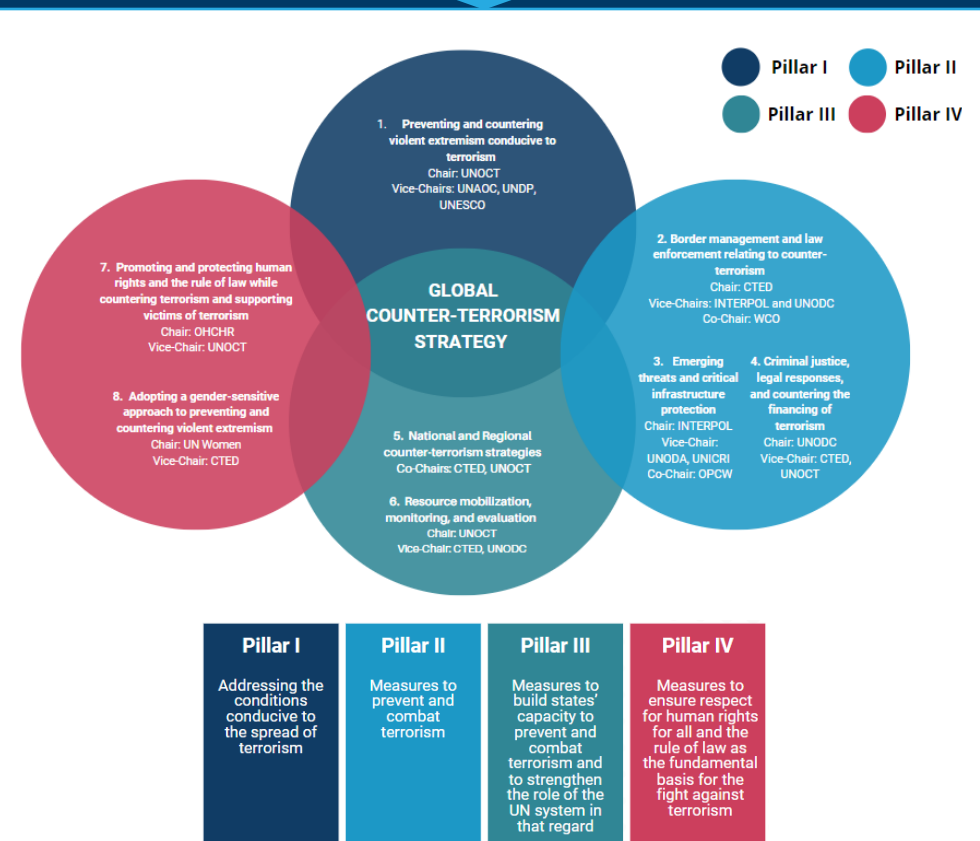 Pillar I
Pillar II
Pillar III
Pillar IV
1. Preventing and countering
violent extremism conducive to
terrorism
Chair: UNOCT
Vice-Chairs: UNAOC, UNDP,
UNESCO
7. Promoting and protecting human
rights and the rule of law while
countering terrorism and supporting
victims of terrorism
Chair: OHCHR
Vice-Chair: UNOCT
8. Adopting a gender-sensitive
approach to preventing and
countering violent extremism
Chair: UN Women
Vice-Chair: CTED
GLOBAL
COUNTER-TERRORISM
STRATEGY
2. Border management and law
enforcement relating to counter-
terrorism
Chair: CTED
Vice-Chairs: INTERPOL and UNODC
Co-Chair: WCO
3. Emerging
threats and critical
infrastructure
protection
Chair: INTERPOL
Vice-Chair:
UNODA, UNICRI
Co-Chair: OPCW
4. Criminal justice,
legal responses,
and countering the
financing of
terrorism
Chair: UNODC
Vice-Chair: CTED,
UNOCT
5. National and Regional
counter-terrorism strategies
Co-Chairs: CTED, UNOCT
6. Resource mobilization,
monitoring, and evaluation
Chair: UNOCT
Vice-Chair: CTED, UNODC
Pillar I
Addressing the
conditions
conducive to
the spread of
terrorism
Pillar II
Measures to
prevent and
combat
terrorism
Pillar III
Measures to
build states'
capacity to
prevent and
combat
terrorism and
to strengthen
the role of the
UN system in
that regard
Pillar IV
Measures to
ensure respect
for human rights
for all and the
rule of law as
the fundamental
basis for the
fight against
terrorism